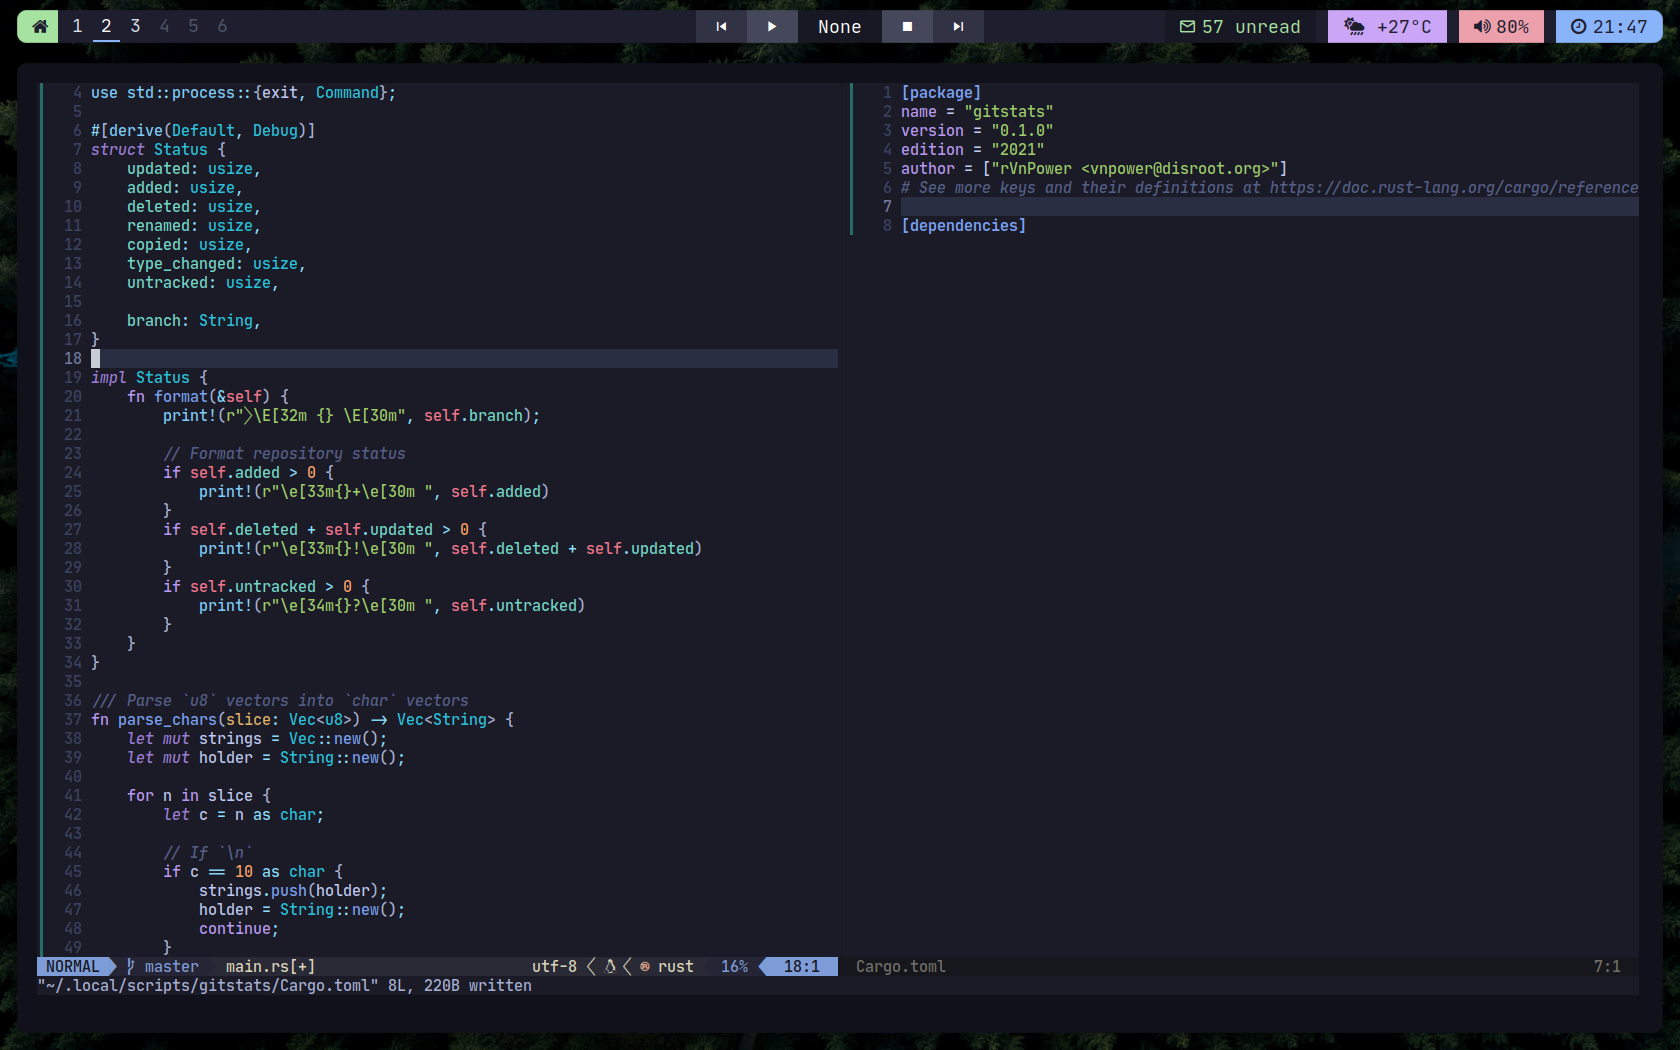 1 2 3 4 5 6 None 57 unread +27°C 80% 21:47
4 use std::process::{exit, Command};
5
6 #[derive(Default, Debug)]
7 struct Status {
8     updated: usize,
9     added: usize,
10     deleted: usize,
11     renamed: usize,
12     copied: usize,
13     type_changed: usize,
14     untracked: usize,
15
16     branch: String,
17 }
18
19 impl Status {
20     fn format(&self) {
21         print!(r">\E[32m {} \E[30m", self.branch);
22
23         // Format repository status
24         if self.added > 0 {
25             print!(r"\e[33m{}+\e[30m ", self.added)
26         }
27         if self.deleted + self.updated > 0 {
28             print!(r"\e[33m{}!\e[30m ", self.deleted + self.updated)
29         }
30         if self.untracked > 0 {
31             print!(r"\e[34m{}?\e[30m ", self.untracked)
32         }
33     }
34 }
35
36 /// Parse `u8` vectors into `char` vectors
37 fn parse_chars(slice: Vec<u8>) -> Vec<String> {
38     let mut strings = Vec::new();
39     let mut holder = String::new();
40
41     for n in slice {
42         let c = n as char;
43
44         // If `\n`
45         if c == 10 as char {
46             strings.push(holder);
47             holder = String::new();
48             continue;
49         }
NORMAL master main.rs[+] utf-8 < < rust 16% 18:1
1 [package]
2 name = "gitstats"
3 version = "0.1.0"
4 edition = "2021"
5 author = ["rVnPower <vnpower@disroot.org>"]
6 # See more keys and their definitions at https://doc.rust-lang.org/cargo/reference
7
8 [dependencies]
Cargo.toml 7:1
"~/.local/scripts/gitstats/Cargo.toml" 8L, 220B written